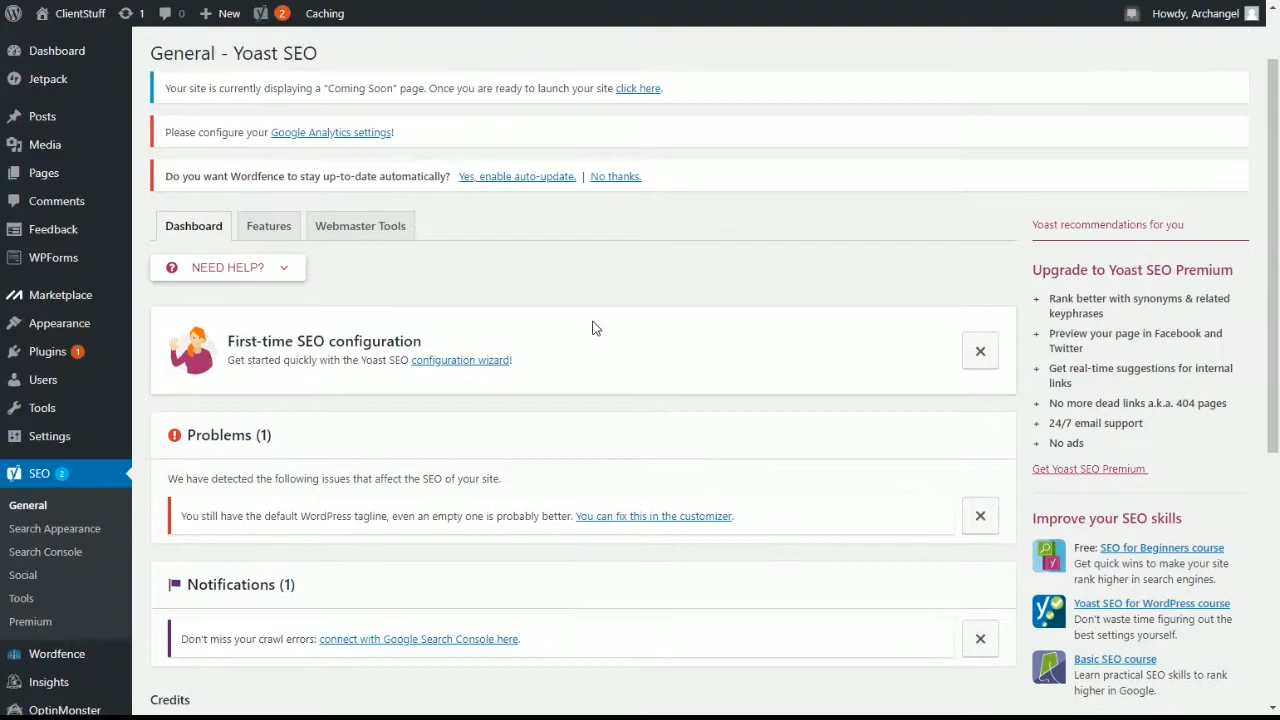 ClientStuff 1 0 New 2 Caching Howdy, Archangel
Dashboard
Jetpack
Posts
Media
Pages
Comments
Feedback
WPForms
Marketplace
Appearance
Plugins 1
Users
Tools
Settings
SEO 2
General
Search Appearance
Search Console
Social
Tools
Premium
Wordfence
Insights
OptinMonster
General - Yoast SEO
Your site is currently displaying a "Coming Soon" page. Once you are ready to launch your site click here.
Please configure your Google Analytics settings!
Do you want Wordfence to stay up-to-date automatically? Yes, enable auto-update. | No thanks.
Dashboard Features Webmaster Tools
NEED HELP?
First-time SEO configuration
Get started quickly with the Yoast SEO configuration wizard!
Problems (1)
We have detected the following issues that affect the SEO of your site.
You still have the default WordPress tagline, even an empty one is probably better. You can fix this in the customizer.
Notifications (1)
Don't miss your crawl errors: connect with Google Search Console here.
Credits
Yoast recommendations for you
Upgrade to Yoast SEO Premium
+ Rank better with synonyms & related
keyphrases
+ Preview your page in Facebook and
Twitter
+ Get real-time suggestions for internal
links
+ No more dead links a.k.a. 404 pages
+ 24/7 email support
+ No ads
Get Yoast SEO Premium
Improve your SEO skills
Free: SEO for Beginners course
Get quick wins to make your site
rank higher in search engines.
Yoast SEO for WordPress course
Don't waste time figuring out the
best settings yourself.
Basic SEO course
Learn practical SEO skills to rank
higher in Google.